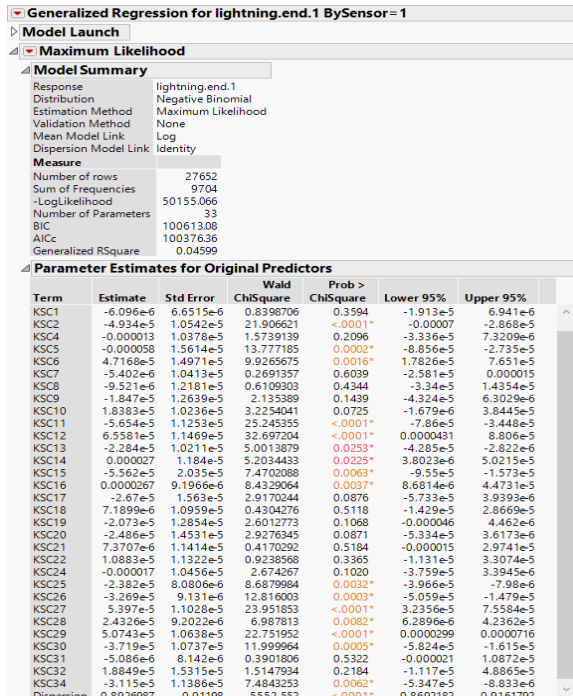 Generalized Regression for lightning.end.1 BySensor=1
Model Launch
Maximum Likelihood
Model Summary
Response lightning.end.1
Distribution Negative Binomial
Estimation Method Maximum Likelihood
Validation Method None
Mean Model Link Log
Dispersion Model Link Identity
Measure
Number of rows 27652
Sum of Frequencies 9704
-LogLikelihood 50155.066
Number of Parameters 33
BIC 100613.08
AICc 100376.36
Generalized RSquare 0.04599
Parameter Estimates for Original Predictors
Wald Prob >
Term Estimate Std Error ChiSquare ChiSquare Lower 95% Upper 95%
KSC1 -6.096e-6 6.6515e-6 0.8398706 0.3594 -1.913e-5 6.941e-6
KSC2 -4.934e-5 1.0542e-5 21.906621 <.0001* -0.00007 -2.868e-5
KSC4 -0.000013 1.0378e-5 1.5739139 0.2096 -3.336e-5 7.3209e-6
KSC5 -0.000058 1.5614e-5 13.777185 0.0002* -8.856e-5 -2.735e-5
KSC6 4.7168e-5 1.4971e-5 9.9265675 0.0016* 1.7826e-5 7.651e-5
KSC7 -5.402e-6 1.0413e-5 0.2691357 0.6039 -2.581e-5 0.000015
KSC8 -9.521e-6 1.2181e-5 0.6109303 0.4344 -3.34e-5 1.4354e-5
KSC9 -1.847e-5 1.2639e-5 2.135389 0.1439 -4.324e-5 6.3029e-6
KSC10 1.8383e-5 1.0236e-5 3.2254041 0.0725 -1.679e-6 3.8445e-5
KSC11 -5.654e-5 1.1253e-5 25.245355 <.0001* -7.86e-5 -3.448e-5
KSC12 6.5581e-5 1.1469e-5 32.697204 <.0001* 0.0000431 8.806e-5
KSC13 -2.284e-5 1.0211e-5 5.0013879 0.0253* -4.285e-5 -2.822e-6
KSC14 0.000027 1.184e-5 5.2034433 0.0225* 3.8023e-6 5.0215e-5
KSC15 -5.562e-5 2.035e-5 7.4702088 0.0063* -9.55e-5 -1.573e-5
KSC16 0.0000267 9.1966e-6 8.4329064 0.0037* 8.6814e-6 4.4731e-5
KSC17 -2.67e-5 1.563e-5 2.9170244 0.0876 -5.733e-5 3.9393e-6
KSC18 7.1899e-6 1.0959e-5 0.4304276 0.5118 -1.429e-5 2.8669e-5
KSC19 -2.073e-5 1.2854e-5 2.6012773 0.1068 -0.000046 4.462e-6
KSC20 -2.486e-5 1.4531e-5 2.9276345 0.0871 -5.334e-5 3.6173e-6
KSC21 7.3707e-6 1.1414e-5 0.4170292 0.5184 -0.000015 2.9741e-5
KSC22 1.0883e-5 1.1322e-5 0.9238568 0.3365 -1.131e-5 3.3074e-5
KSC24 -0.000017 1.0456e-5 2.674267 0.1020 -3.759e-5 3.3945e-6
KSC25 -2.382e-5 8.0806e-6 8.6879984 0.0032* -3.966e-5 -7.98e-6
KSC26 -3.269e-5 9.131e-6 12.816003 0.0003* -5.059e-5 -1.479e-5
KSC27 5.397e-5 1.1028e-5 23.951853 <.0001* 3.2356e-5 7.5584e-5
KSC28 2.4326e-5 9.2022e-6 6.987813 0.0082* 6.2896e-6 4.2362e-5
KSC29 5.0743e-5 1.0638e-5 22.751952 <.0001* 0.0000299 0.0000716
KSC30 -3.719e-5 1.0737e-5 11.999964 0.0005* -5.824e-5 -1.615e-5
KSC31 -5.086e-6 8.142e-6 0.3901806 0.5322 -0.000021 1.0872e-5
KSC32 1.8849e-5 1.5315e-5 1.5147934 0.2184 -1.117e-5 4.8865e-5
KSC34 -3.115e-5 1.1386e-5 7.4843253 0.0062* -5.347e-5 -8.833e-6
Dispersion 0.8926987 0.01198 5552.552 <.0001* 0.8692182 0.9161792